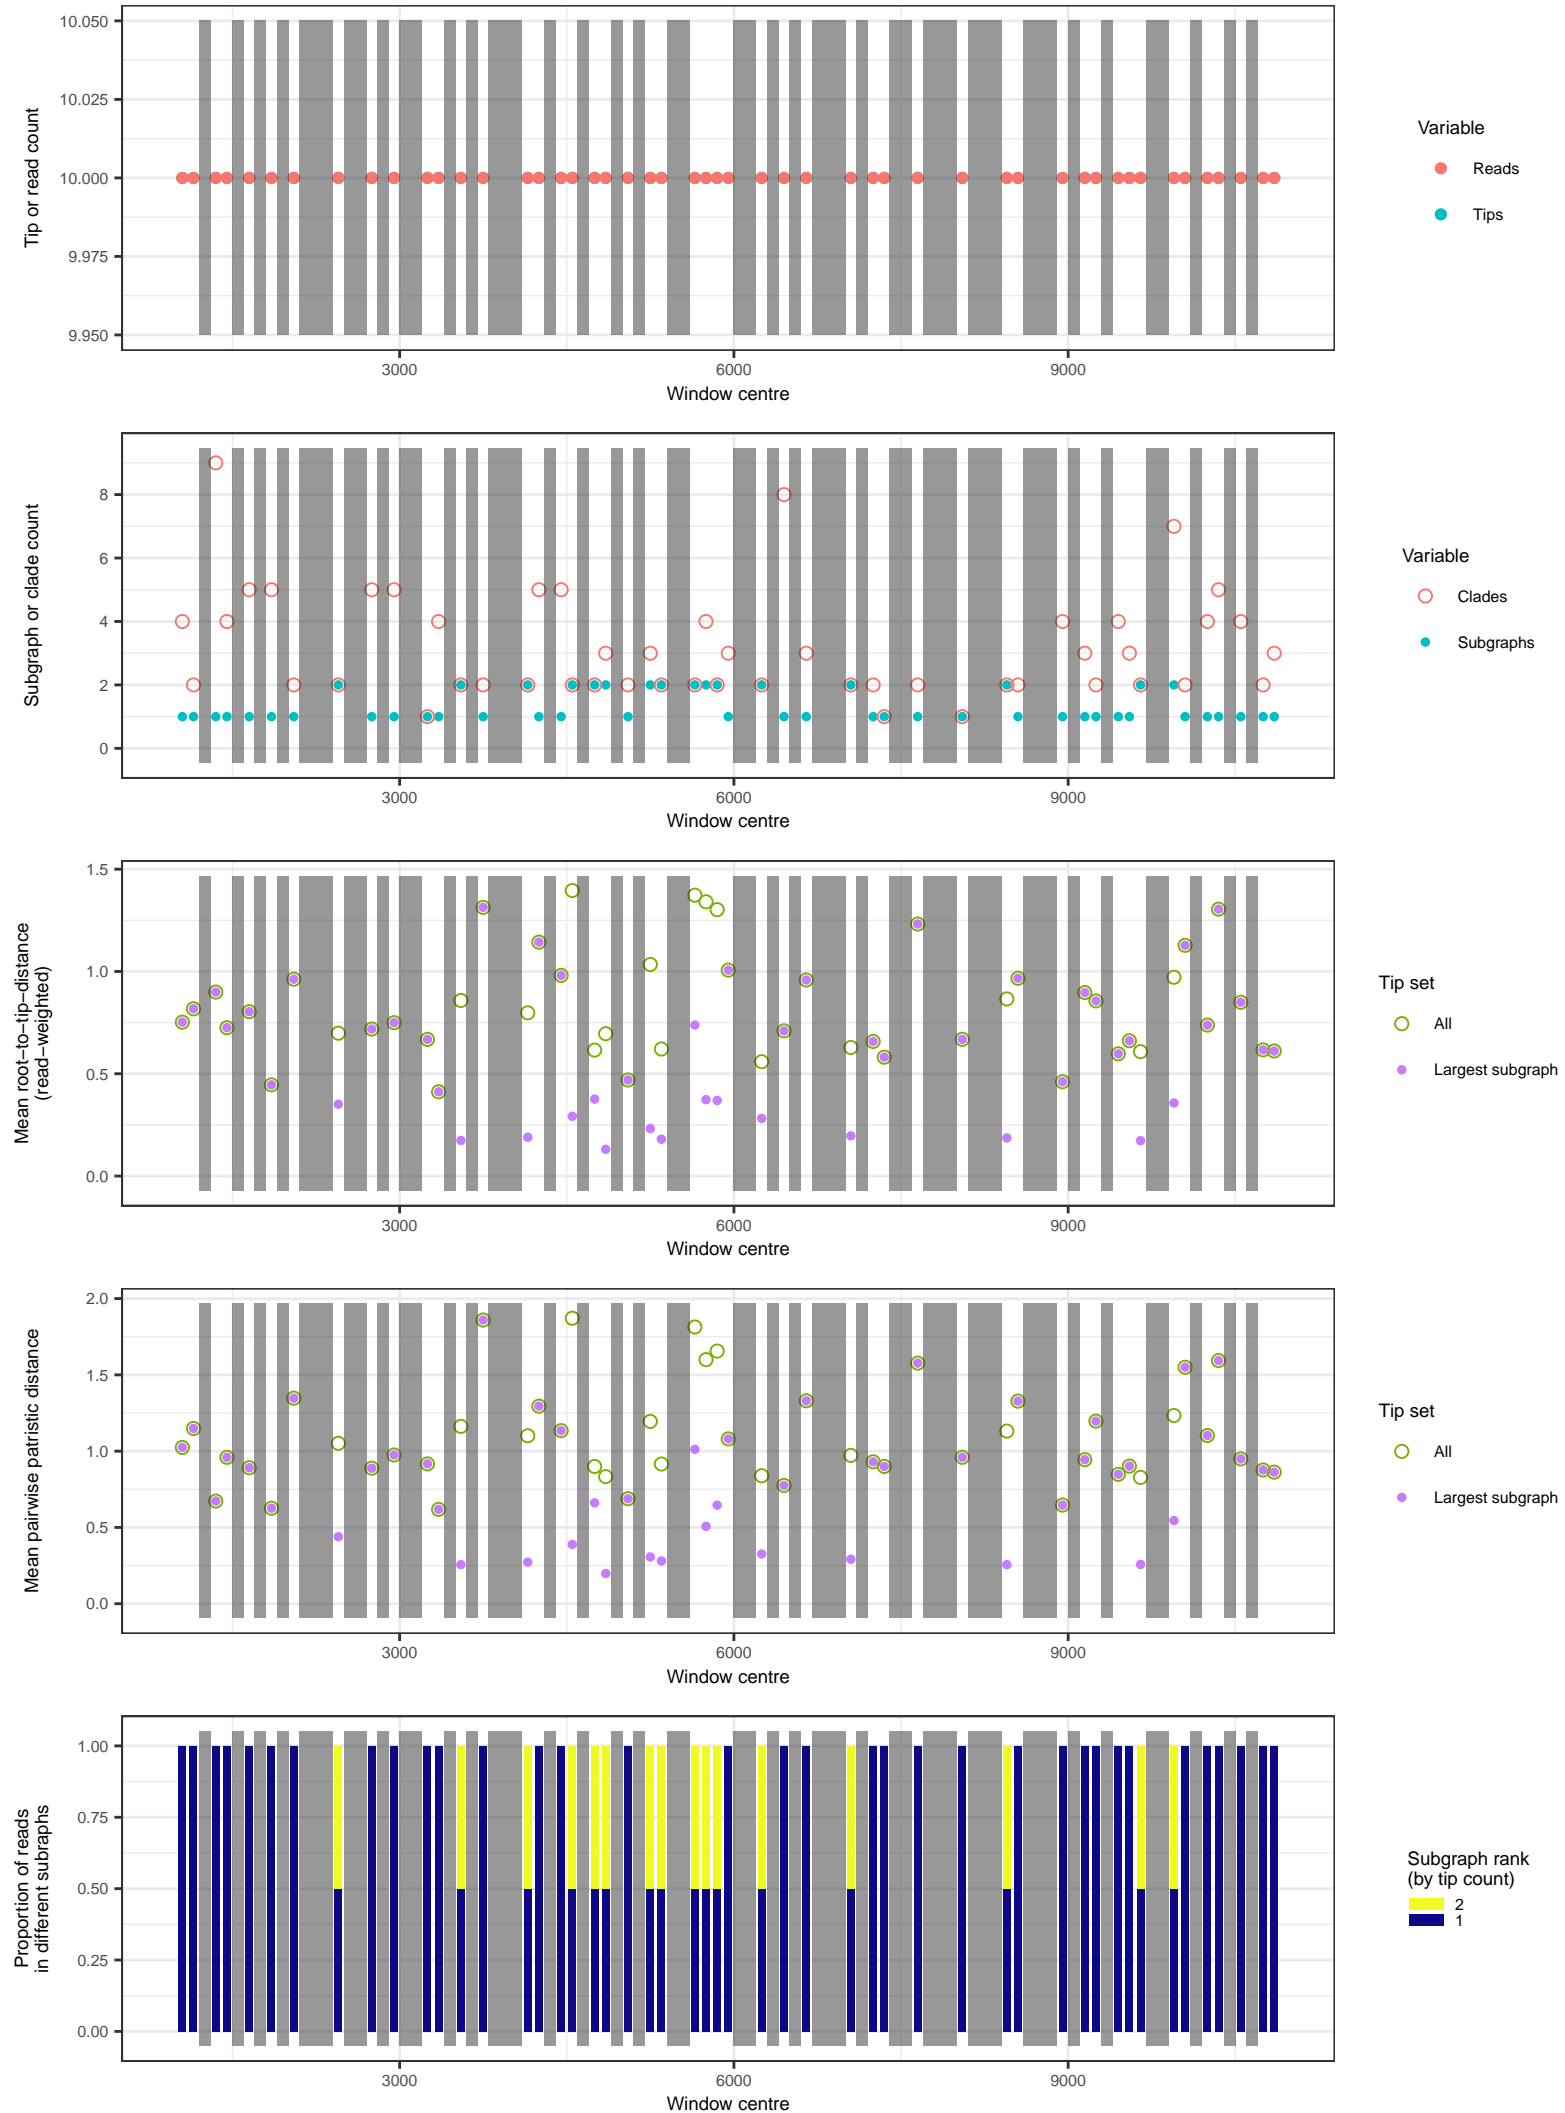 10.050
10.025
10.000
9.975
9.950
Tip or read count
3000
6000
9000
Window centre
Variable
Reads
Tips
8
6
4
2
0
Subgraph or clade count
3000
6000
9000
Window centre
Variable
Clades
Subgraphs
1.5
1.0
0.5
0.0
Mean root−to−tip−distance
(read−weighted)
3000
6000
9000
Window centre
Tip set
All
Largest subgraph
2.0
1.5
1.0
0.5
0.0
Mean pairwise patristic distance
3000
6000
9000
Window centre
Tip set
All
Largest subgraph
1.00
0.75
0.50
0.25
0.00
Proportion of reads
in different subraphs
3000
6000
9000
Window centre
Subgraph rank
(by tip count)
2
1